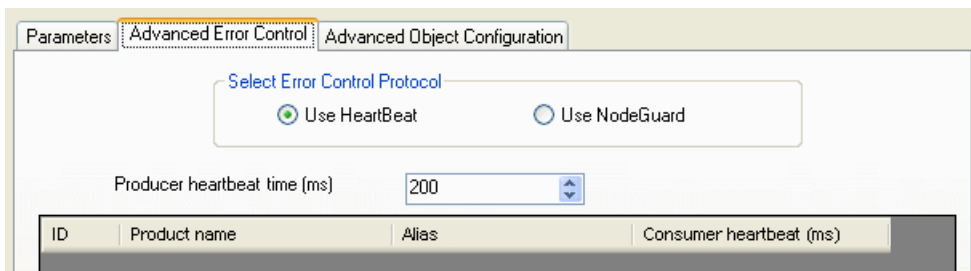 Parameters Advanced Error Control Advanced Object Configuration
Select Error Control Protocol
Use HeartBeat Use NodeGuard
Producer heartbeat time (ms) 200
ID Product name Alias Consumer heartbeat (ms)